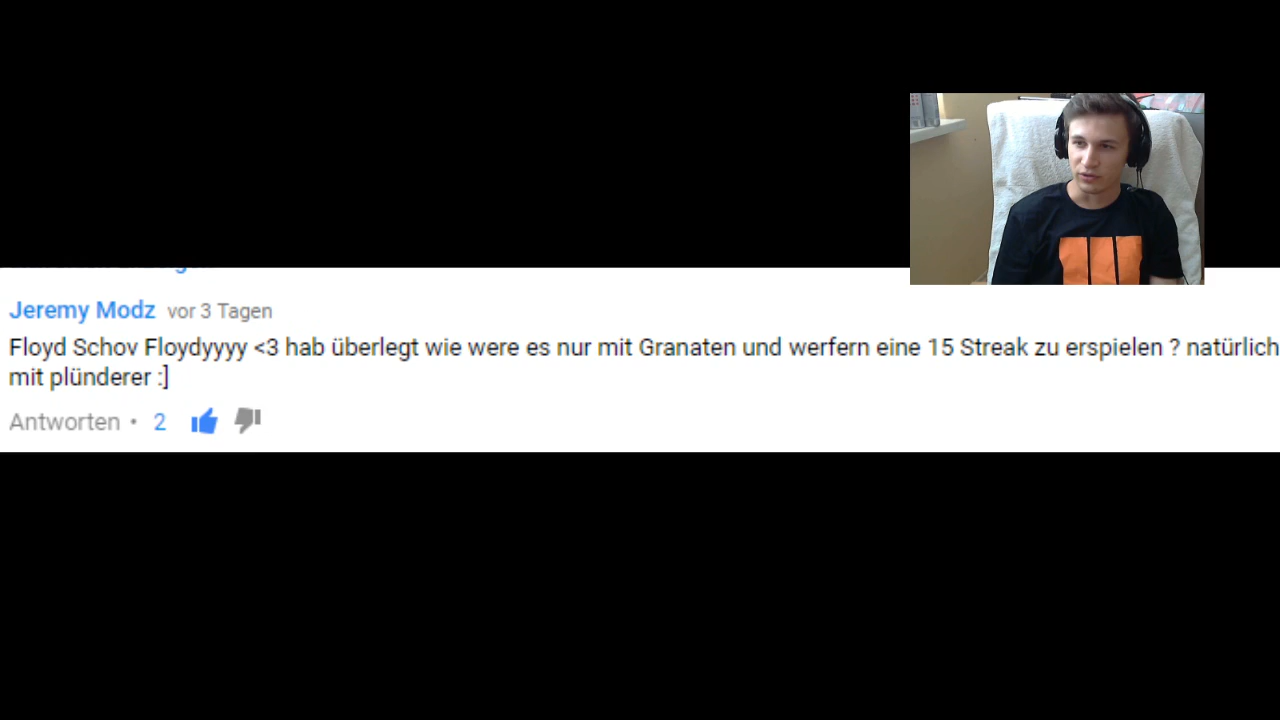 Jeremy Modz vor 3 Tagen
Floyd Schov Floydyyyy <3 hab überlegt wie were es nur mit Granaten und werfern eine 15 Streak zu erspielen ? natürlich
mit plünderer :]
Antworten • 2